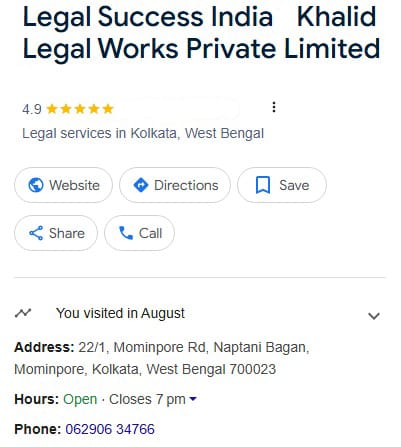 Legal Success India Khalid
Legal Works Private Limited
4.9
Legal services in Kolkata, West Bengal
Website
Directions
Save
Share
Call
You visited in August
Address: 22/1, Mominpore Rd, Naptani Bagan,
Mominpore, Kolkata, West Bengal 700023
Hours: Open · Closes 7 pm
Phone: 062906 34766